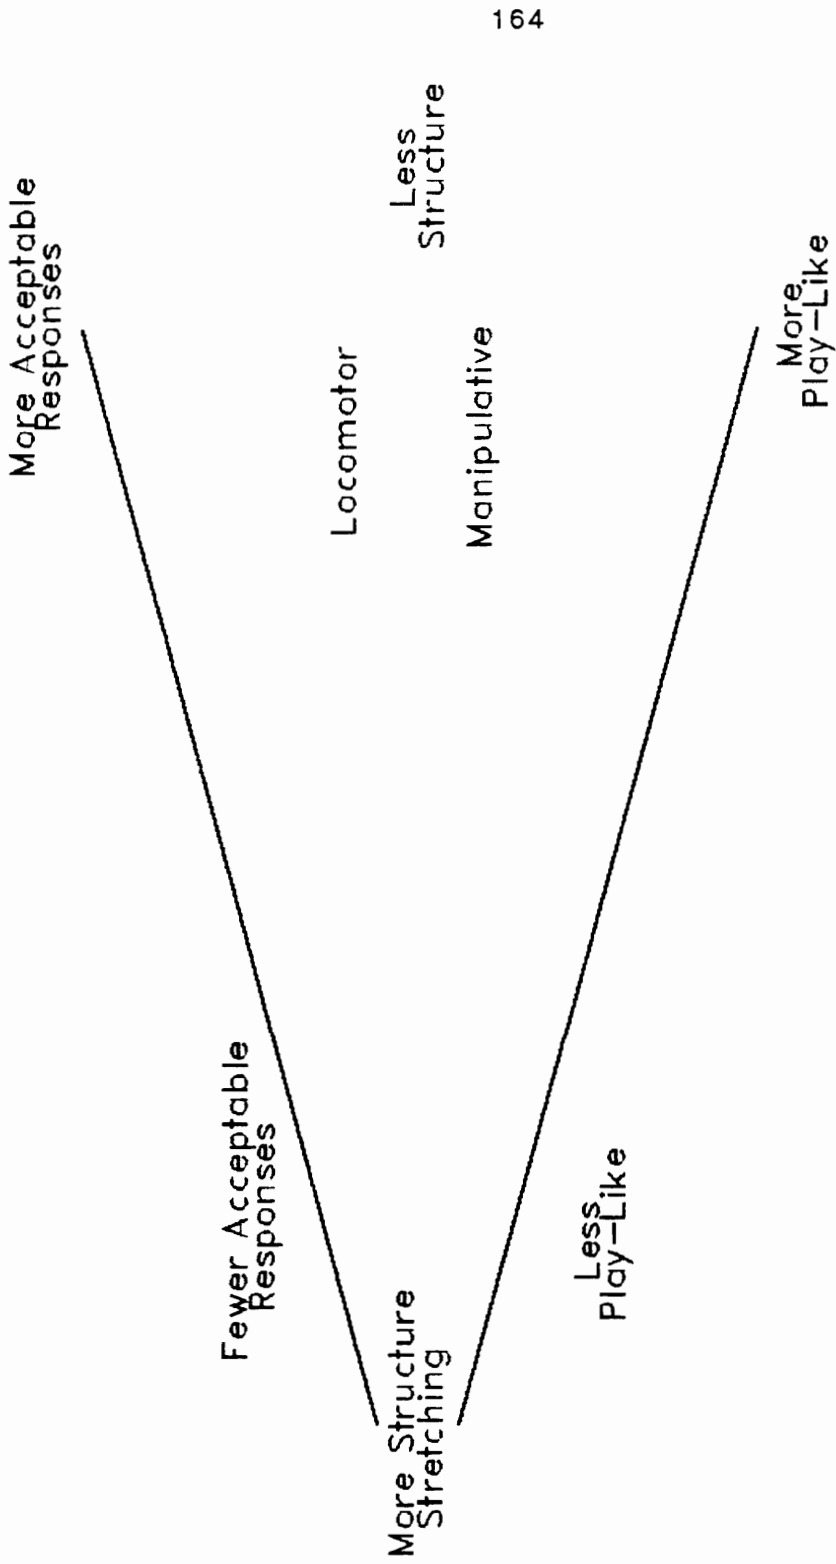 164
More Acceptable
Responses
Fewer Acceptable
Responses
Locomotor
More Structure
Stretching
Less
Structure
Manipulative
Less
Play-Like
More
Play-Like